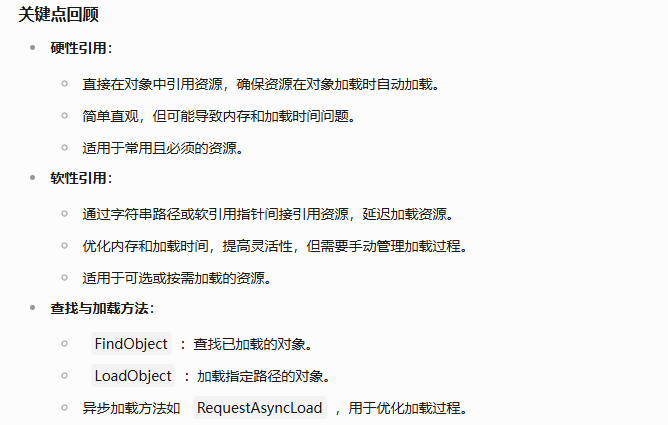 关键点回顾
硬性引用：
直接在对象中引用资源，确保资源在对象加载时自动加载。
简单直观，但可能导致内存和加载时间问题。
适用于常用且必须的资源。
软性引用：
通过字符串路径或软引用指针间接引用资源，延迟加载资源。
优化内存和加载时间，提高灵活性，但需要手动管理加载过程。
适用于可选或按需加载的资源。
查找与加载方法：
FindObject ：查找已加载的对象。
LoadObject ：加载指定路径的对象。
异步加载方法如 RequestAsyncLoad ，用于优化加载过程。